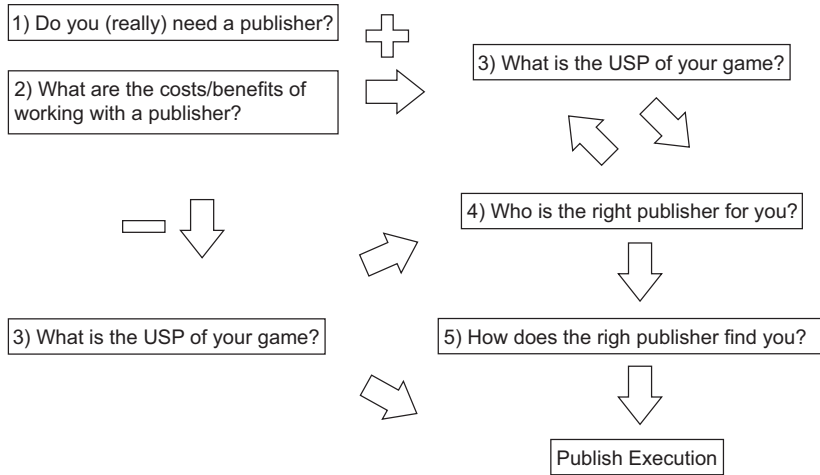 1) Do you (really) need a publisher?
2) What are the costs/benefits of
working with a publisher?
3) What is the USP of your game?
4) Who is the right publisher for you?
3) What is the USP of your game?
5) How does the righ publisher find you?
Publish Execution